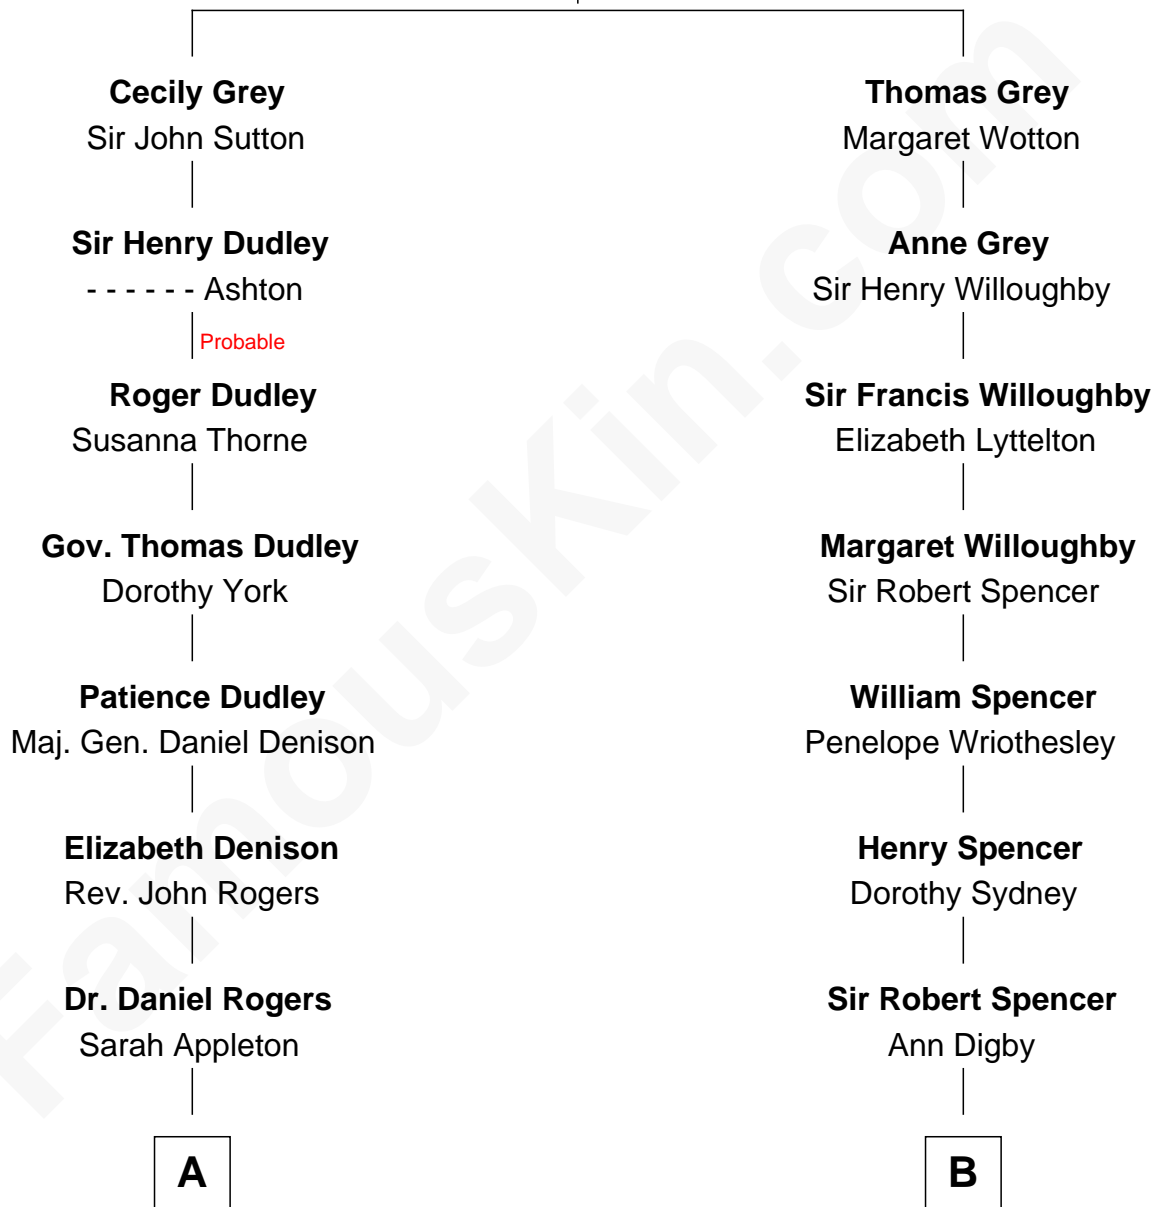 Cecily Grey
Sir John Sutton
Sir Henry Dudley
- - - - - - Ashton
Probable
Roger Dudley
Susanna Thorne
Gov. Thomas Dudley
Dorothy York
Patience Dudley
Maj. Gen. Daniel Denison
Elizabeth Denison
Rev. John Rogers
Dr. Daniel Rogers
Sarah Appleton
A
Thomas Grey
Margaret Wotton
Anne Grey
Sir Henry Willoughby
Sir Francis Willoughby
Elizabeth Lyttelton
Margaret Willoughby
Sir Robert Spencer
William Spencer
Penelope Wriothesley
Henry Spencer
Dorothy Sydney
Sir Robert Spencer
Ann Digby
B
FamousKin.com